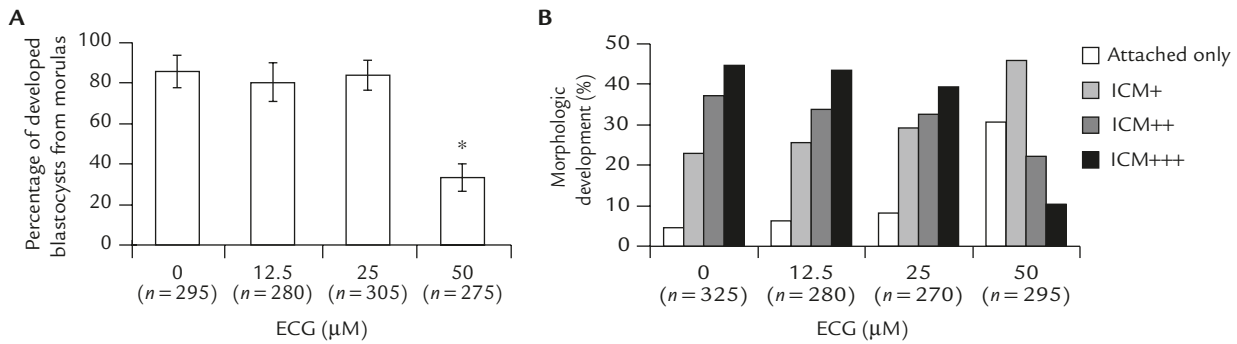 A
Percentage of developed
blastocysts from morulas
100
80
60
40
20
0
*
0
12.5
25
50
(n=295)
(n=280)
(n=305)
(n=275)
ECG (μM)
B
Morphologic
development (%)
50
40
30
20
10
0
0
12.5
25
50
(n=325)
(n=280)
(n=270)
(n=295)
ECG (μM)
Attached only
ICM+
ICM++
ICM+++